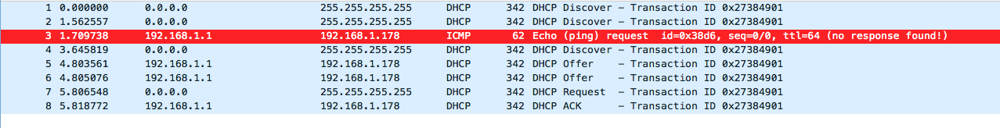 1 0.000000 0.0.0.0 255.255.255.255 DHCP 342 DHCP Discover - Transaction ID 0x27384901
2 1.562557 0.0.0.0 255.255.255.255 DHCP 342 DHCP Discover - Transaction ID 0x27384901
3 1.709738 192.168.1.1 192.168.1.178 ICMP 62 Echo (ping) request id=0x38d6, seq=0/0, ttl=64 (no response found!)
4 3.645819 0.0.0.0 255.255.255.255 DHCP 342 DHCP Discover - Transaction ID 0x27384901
5 4.803561 192.168.1.1 192.168.1.178 DHCP 342 DHCP Offer - Transaction ID 0x27384901
6 4.805076 192.168.1.1 192.168.1.178 DHCP 342 DHCP Offer - Transaction ID 0x27384901
7 5.806548 0.0.0.0 255.255.255.255 DHCP 342 DHCP Request - Transaction ID 0x27384901
8 5.818772 192.168.1.1 192.168.1.178 DHCP 342 DHCP ACK - Transaction ID 0x27384901